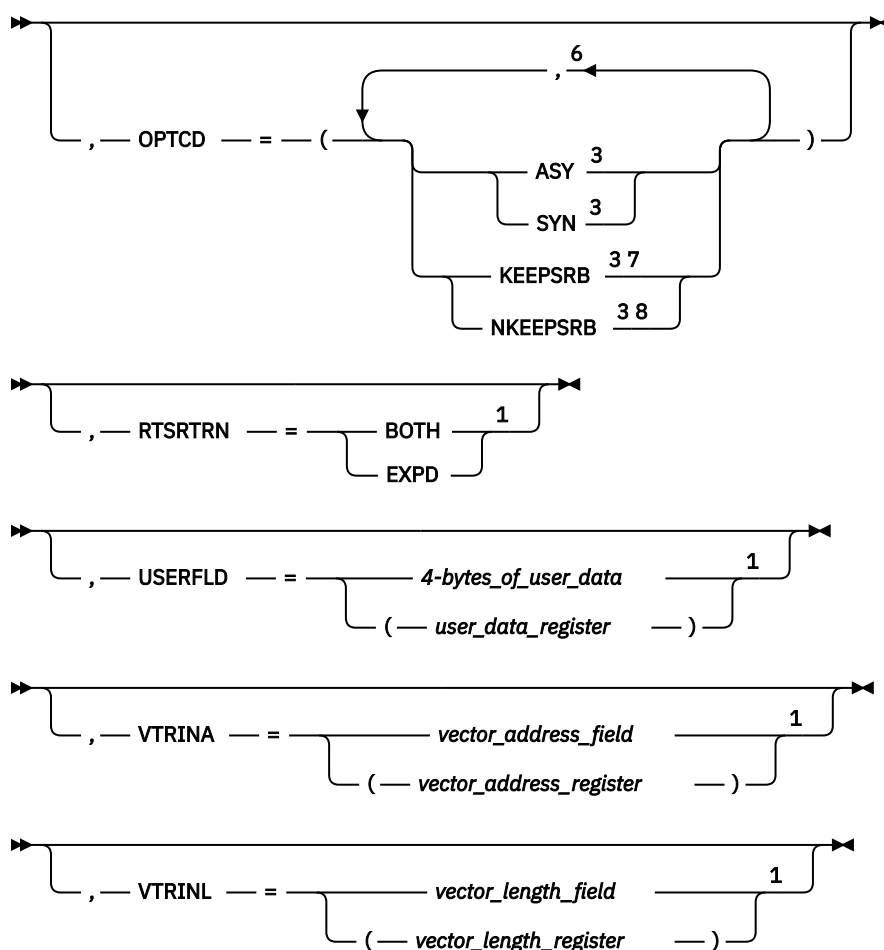 , 6
, OPTCD = ( )
ASY 3
SYN 3
KEEPSRB 3 7
NKEEPSRB 3 8
, RTSRTRN = BOTH 1
EXPD
, USERFLD = 4-bytes_of_user_data 1
( user_data_register )
, VTRINA = vector_address_field 1
( vector_address_register )
, VTRINL = vector_length_field 1
( vector_length_register )